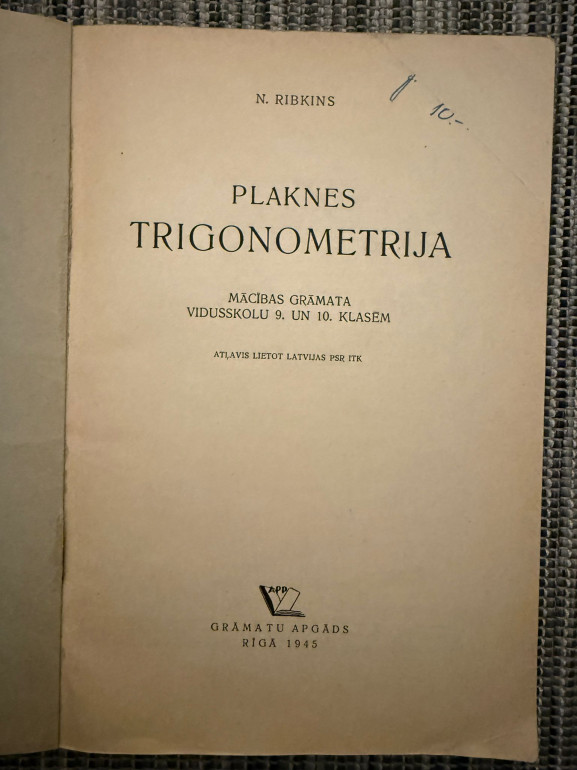 N. RIBKINS
10.-
PLAKNES
TRIGONOMETRIJA
MĀCĪBAS GRĀMATA
VIDUSSKOLU 9. UN 10. KLASĒM
ATĻAVIS LIETOT LATVIJAS PSR ITK
APP
GRĀMATU APGĀDS
RĪGĀ 1945